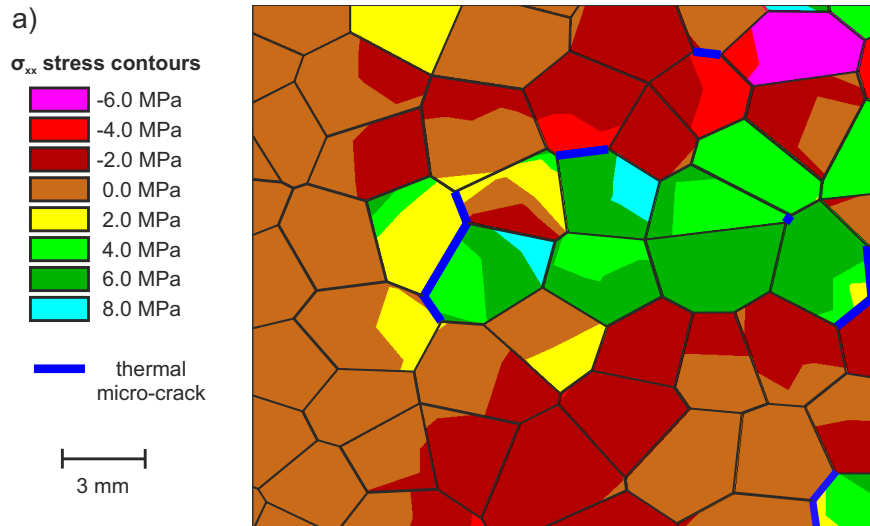 a)
σxx stress contours
-6.0 MPa
-4.0 MPa
-2.0 MPa
0.0 MPa
2.0 MPa
4.0 MPa
6.0 MPa
8.0 MPa
thermal
micro-crack
3 mm